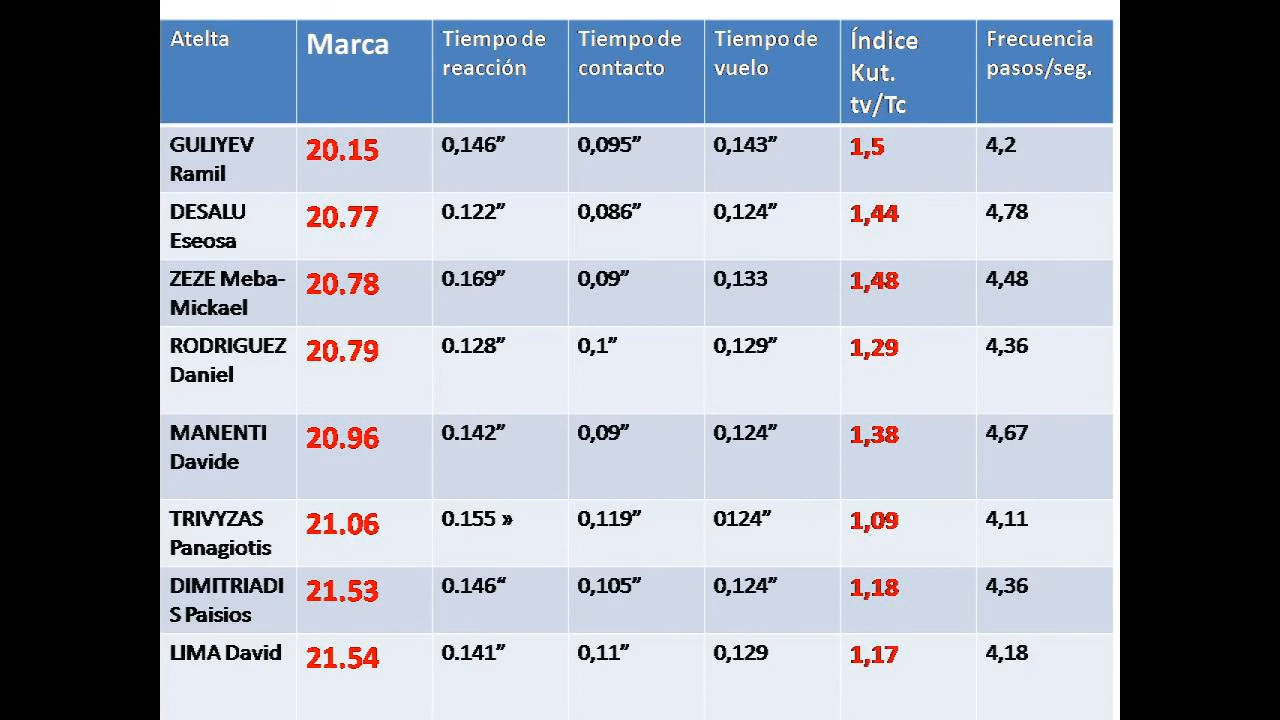 Atelta Marca Tiempo de reacción Tiempo de contacto Tiempo de vuelo Índice Kut. tv/Tc Frecuencia pasos/seg.
GULIYEV Ramil 20.15 0,146” 0,095” 0,143” 1,5 4,2
DESALU Eseosa 20.77 0.122” 0,086” 0,124” 1,44 4,78
ZEZE Meba-Mickael 20.78 0.169” 0,09” 0,133 1,48 4,48
RODRIGUEZ Daniel 20.79 0.128” 0,1” 0,129” 1,29 4,36
MANENTI Davide 20.96 0.142” 0,09” 0,124” 1,38 4,67
TRIVYZAS Panagiotis 21.06 0.155 » 0,119” 0124” 1,09 4,11
DIMITRIADIS Paisios 21.53 0.146“ 0,105” 0,124” 1,18 4,36
LIMA David 21.54 0.141” 0,11” 0,129 1,17 4,18